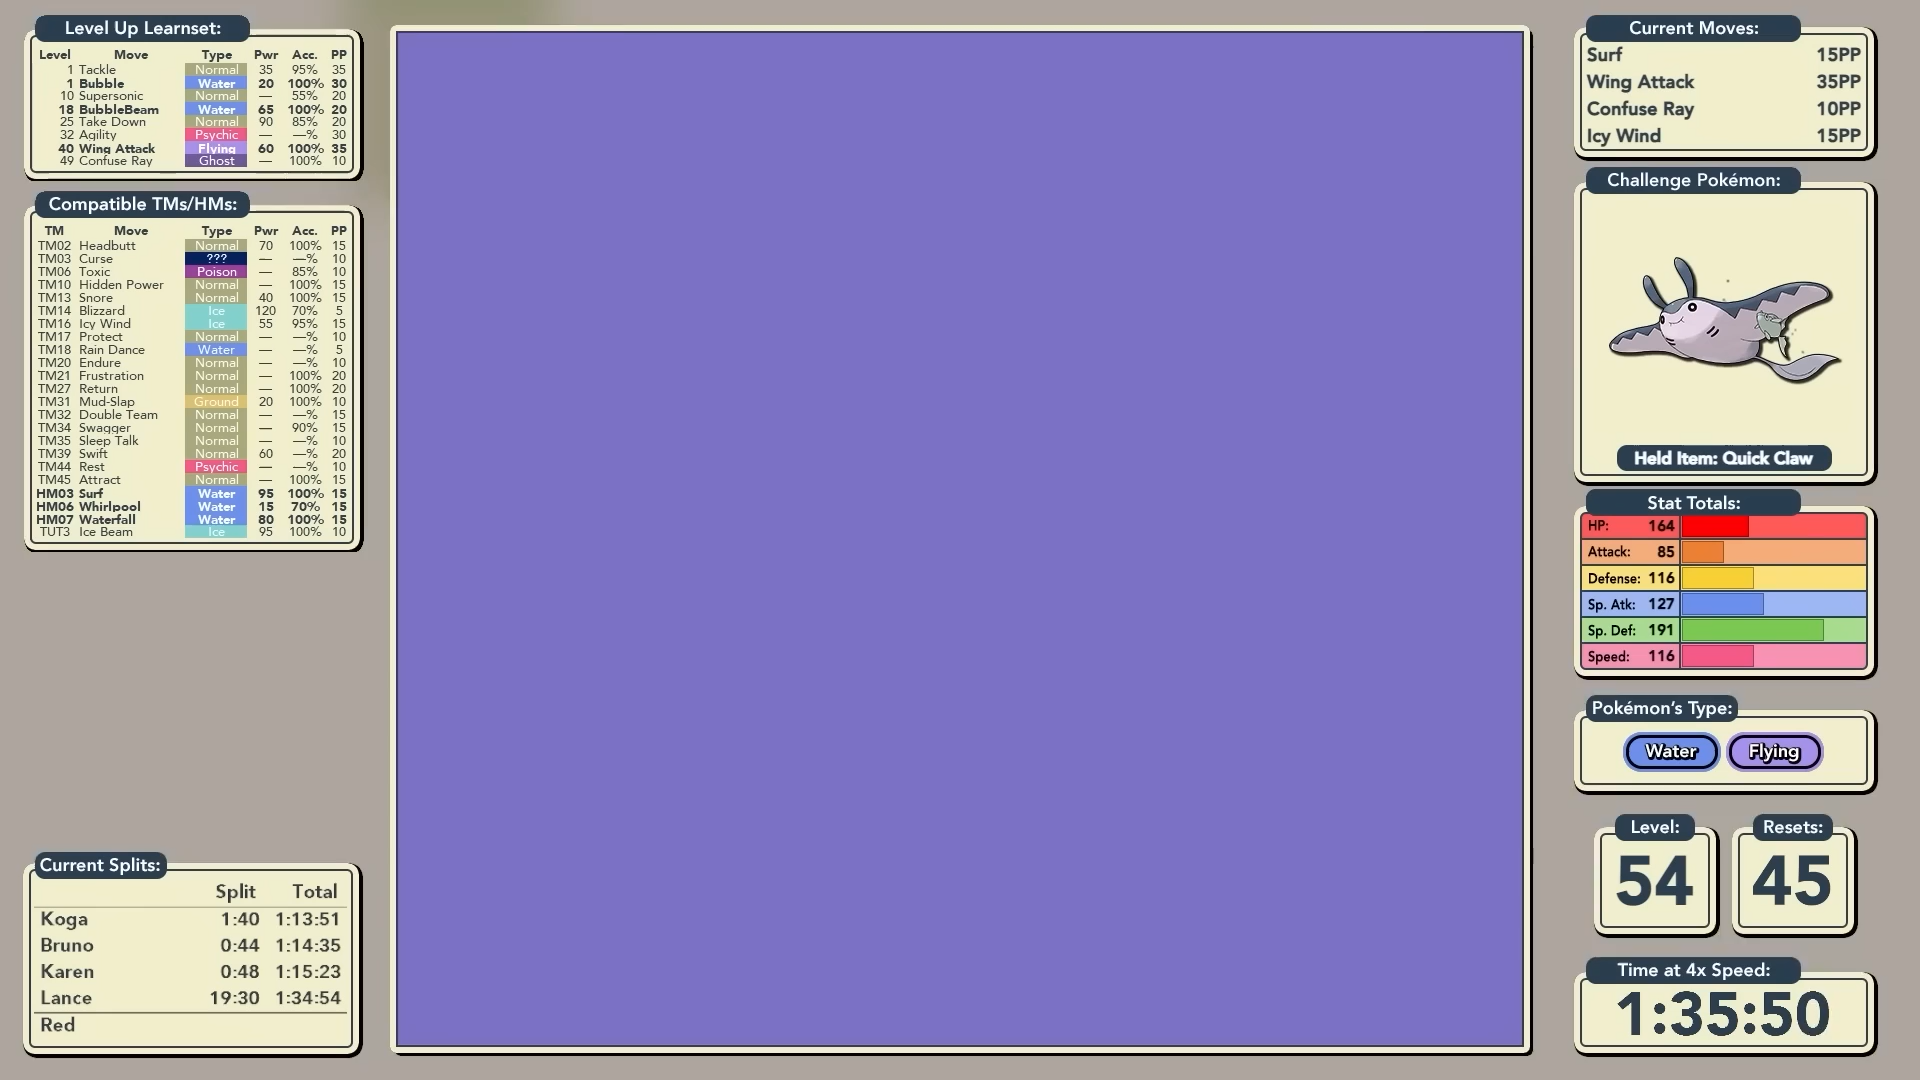 Level Up Learnset:
Level Move Type Pwr Acc. PP
1 Tackle Normal 35 95% 35
1 Bubble Water 20 100% 30
10 Supersonic Normal — 55% 20
18 BubbleBeam Water 65 100% 20
25 Take Down Normal 90 85% 20
32 Agility Psychic — —% 30
40 Wing Attack Flying 60 100% 35
49 Confuse Ray Ghost — 100% 10
Compatible TMs/HMs:
TM Move Type Pwr Acc. PP
TM02 Headbutt Normal 70 100% 15
TM03 Curse ??? — —% 10
TM06 Toxic Poison — 85% 10
TM10 Hidden Power Normal — 100% 15
TM13 Snore Normal 40 100% 15
TM14 Blizzard Ice 120 70% 5
TM16 Icy Wind Ice 55 95% 15
TM17 Protect Normal — —% 10
TM18 Rain Dance Water — —% 5
TM20 Endure Normal — —% 10
TM21 Frustration Normal — 100% 20
TM27 Return Normal — 100% 20
TM31 Mud-Slap Ground 20 100% 10
TM32 Double Team Normal — —% 15
TM34 Swagger Normal — 90% 15
TM35 Sleep Talk Normal — —% 10
TM39 Swift Normal 60 —% 20
TM44 Rest Psychic — —% 10
TM45 Attract Normal — 100% 15
HM03 Surf Water 95 100% 15
HM06 Whirlpool Water 15 70% 15
HM07 Waterfall Water 80 100% 15
TUT3 Ice Beam Ice 95 100% 10
Current Splits:
Split Total
Koga 1:40 1:13:51
Bruno 0:44 1:14:35
Karen 0:48 1:15:23
Lance 19:30 1:34:54
Red
Current Moves:
Surf 15PP
Wing Attack 35PP
Confuse Ray 10PP
Icy Wind 15PP
Challenge Pokémon:
Held Item: Quick Claw
Stat Totals:
HP: 164
Attack: 85
Defense: 116
Sp. Atk: 127
Sp. Def: 191
Speed: 116
Pokémon's Type:
Water Flying
Level: Resets:
54 45
Time at 4x Speed:
1:35:50